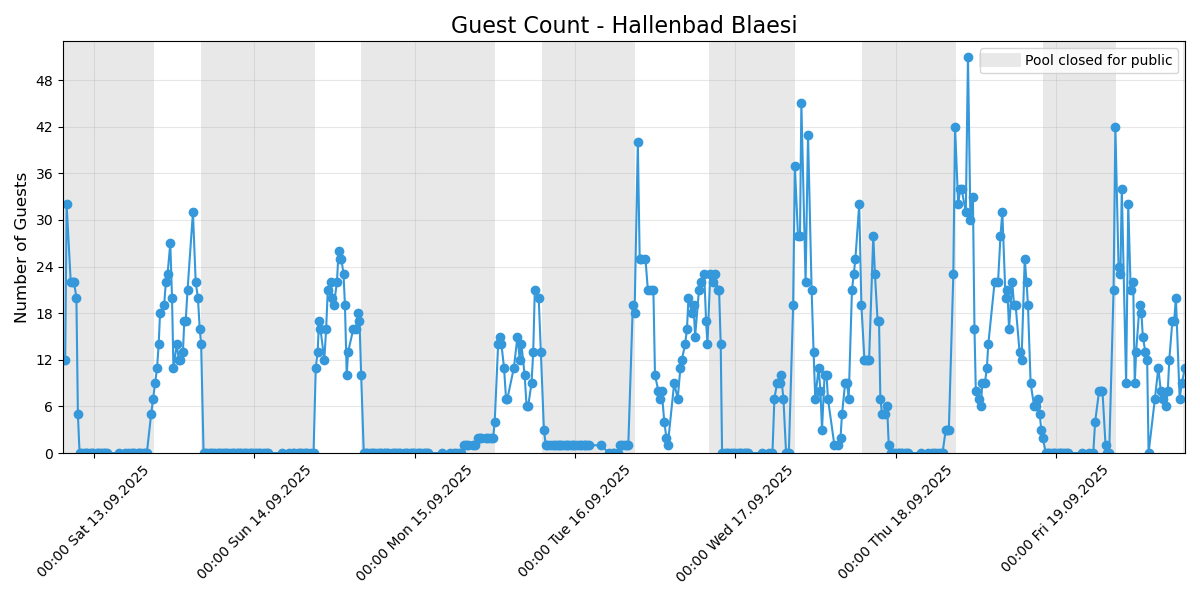 Guest Count - Hallenbad Blaesi
Pool closed for public
Number of Guests
48
42
36
30
24
18
12
6
0
00:00 Sat 13.09.2025
00:00 Sun 14.09.2025
00:00 Mon 15.09.2025
00:00 Tue 16.09.2025
00:00 Wed 17.09.2025
00:00 Thu 18.09.2025
00:00 Fri 19.09.2025